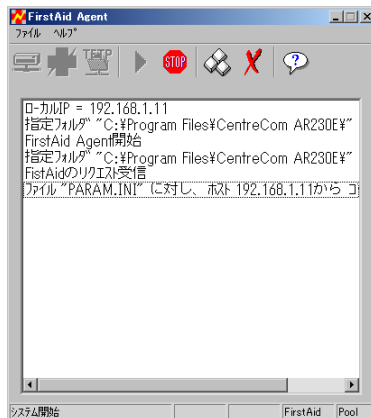 FirstAid Agent
ファイル ヘルプ
TFTP
STOP
ローカルIP = 192.168.1.11
指定フォルダ "C:¥Program Files¥CentreCom AR230E¥"
FirstAid Agent開始
指定フォルダ "C:¥Program Files¥CentreCom AR230E¥"
FistAidのリクエスト受信
ファイル "PARAM.INI" に対し、ホスト 192.168.1.11から コ
システム開始 FirstAid Pool